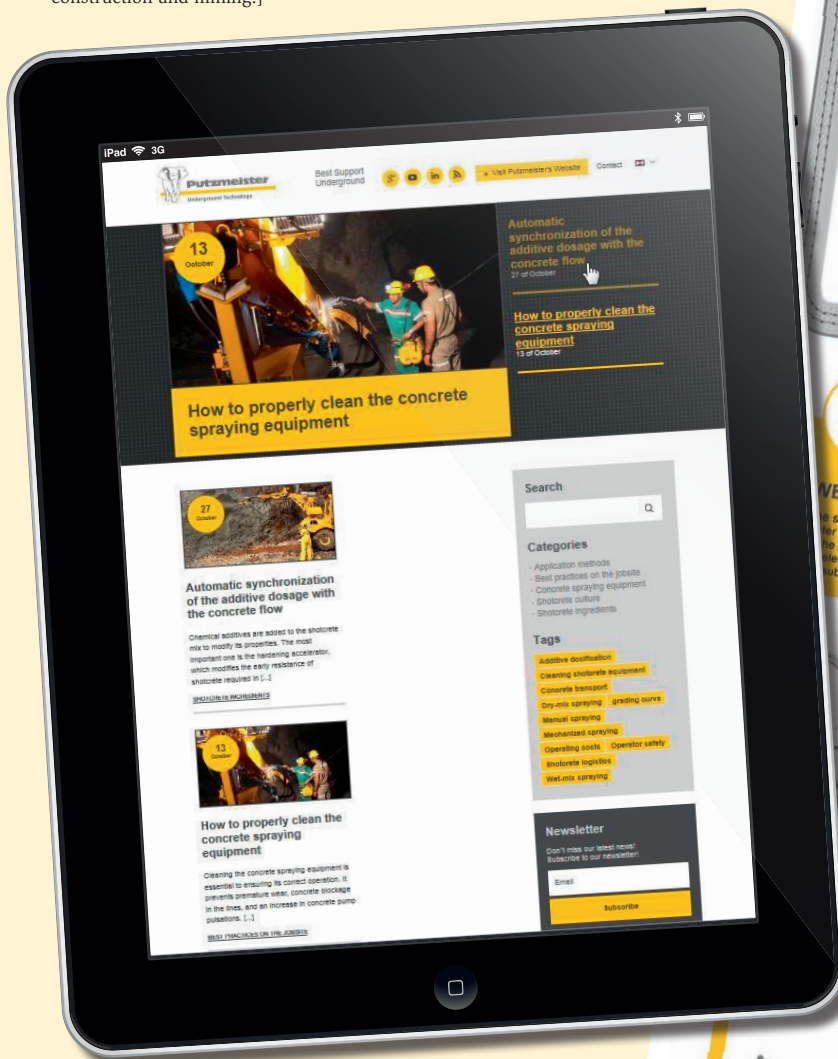 construction and mining.]
iPad 3G
Putzmeister
Underground Technology
Best Support
Underground
in
+ Visit Putzmeister's Website
Contact
13
October
How to properly clean the concrete
spraying equipment
Automatic
synchronization of the
additive dosage with the
concrete flow
27 of October
How to properly clean the
concrete spraying
equipment
13 of October
27
October
Automatic synchronization
of the additive dosage with
the concrete flow
Chemical additives are added to the shotcrete
mix to modify its properties. The most
important one is the hardening accelerator,
which modifies the early resistance of
shotcrete required in [...]
SHOTCRETE INGREDIENTS
13
October
How to properly clean the
concrete spraying
equipment
Cleaning the concrete spraying equipment is
essential to ensuring its correct operation. It
prevents premature wear, concrete blockage
in the lines, and an increase in concrete pump
pulsations. [...]
BEST PRACTICES ON THE JOBSITE
Search
Categories
- Application methods
- Best practices on the jobsite
- Concrete spraying equipment
- Shotcrete culture
- Shotcrete ingredients
Tags
Additive dosification
Cleaning shotcrete equipment
Concrete transport
Dry-mix spraying grading curve
Manual spraying
Mechanized spraying
Operating costs Operator safety
Shotcrete logistics
Wet-mix spraying
Newsletter
Don't miss our latest news!
Subscribe to our newsletter!
Email
Subscribe